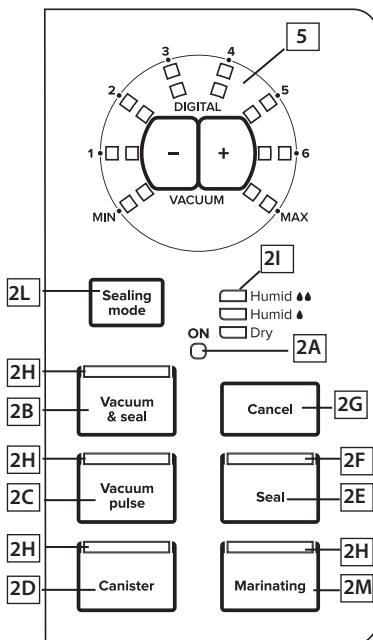 3
4
5
2
DIGITAL
5
1
-
+
6
VACUUM
MIN
MAX
2I
2L
Sealing
mode
Humid
Humid
Dry
ON
2A
2H
2B
Vacuum
& seal
Cancel
2G
2H
2F
2C
Vacuum
pulse
Seal
2E
2H
2H
2D
Canister
Marinating
2M